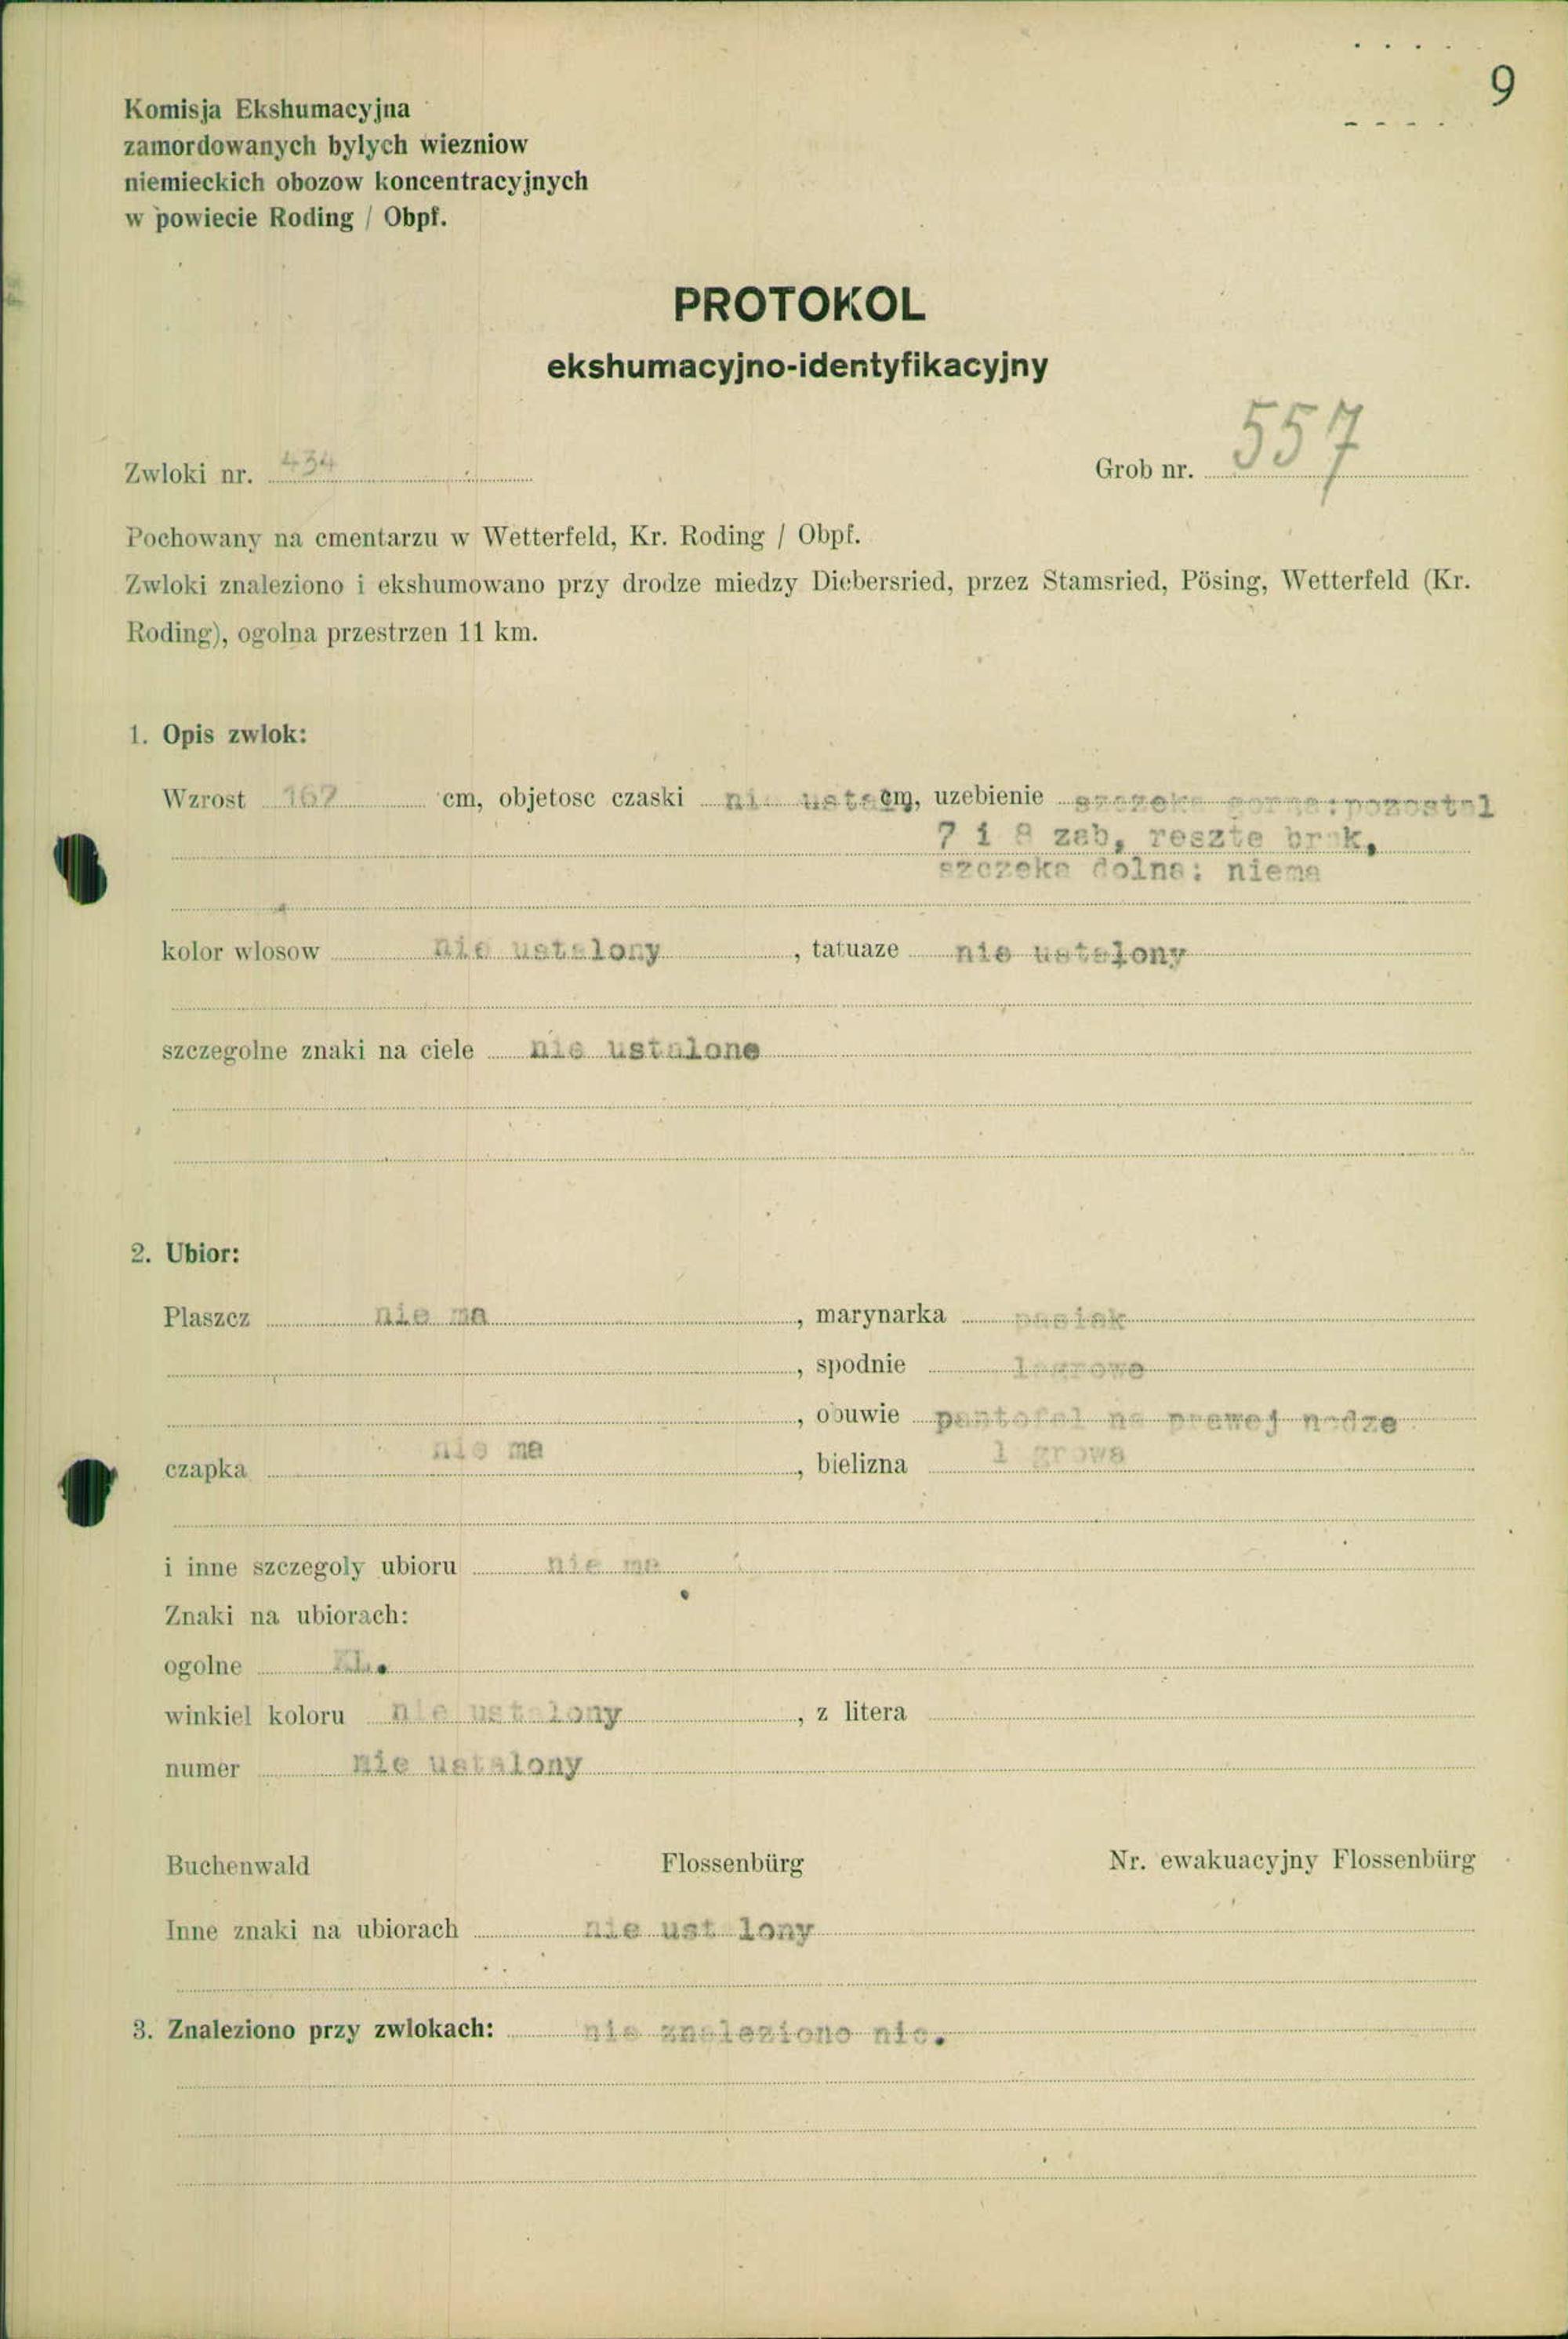 9
Komisja Ekshumacyjna
zamordowanych bylych wiezniow
niemieckich obozow koncentracyjnych
w powiecie Roding / Obpf.
PROTOKOL
ekshumacyjno-identyfikacyjny
Zwloki nr. 434 Grob nr. 557
Pochowany na cmentarzu w Wetterfeld, Kr. Roding / Obpf.
Zwloki znaleziono i ekshumowano przy drodze miedzy Diebersried, przez Stamsried, Pösing, Wetterfeld (Kr.
Roding), ogolna przestrzen 11 km.
1. Opis zwlok:
Wzrost 167 cm, objetosc czaski cm, uzebienie
7 i 8 zab, reszte brak,
szczeka dolna: niema
kolor wlosow nie ustalony, tatuaze nie ustalony
szczegolne znaki na ciele nie ustalone
2. Ubior:
Plaszcz nie ma, marynarka pasiak
, spodnie
, obuwie pantofel na prawej nodze
czapka nie ma, bielizna
i inne szczegoly ubioru nie ma
Znaki na ubiorach:
ogolne
winkiel koloru nie ustalony, z litera
numer nie ustalony
Buchenwald Flossenbürg Nr. ewakuacyjny Flossenbürg
Inne znaki na ubiorach nie ustalony
3. Znaleziono przy zwlokach: nie znaleziono nic.